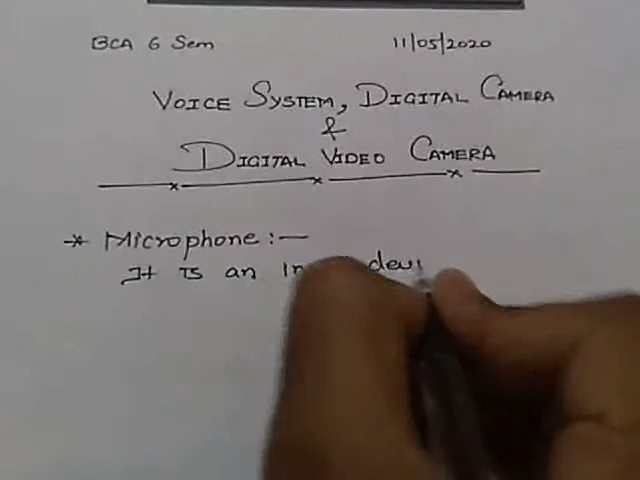 BCA 6 Sem
11/05/2020
VOICE SYSTEM, DIGITAL CAMERA
&
DIGITAL VIDEO CAMERA
* Microphone :—
It is an